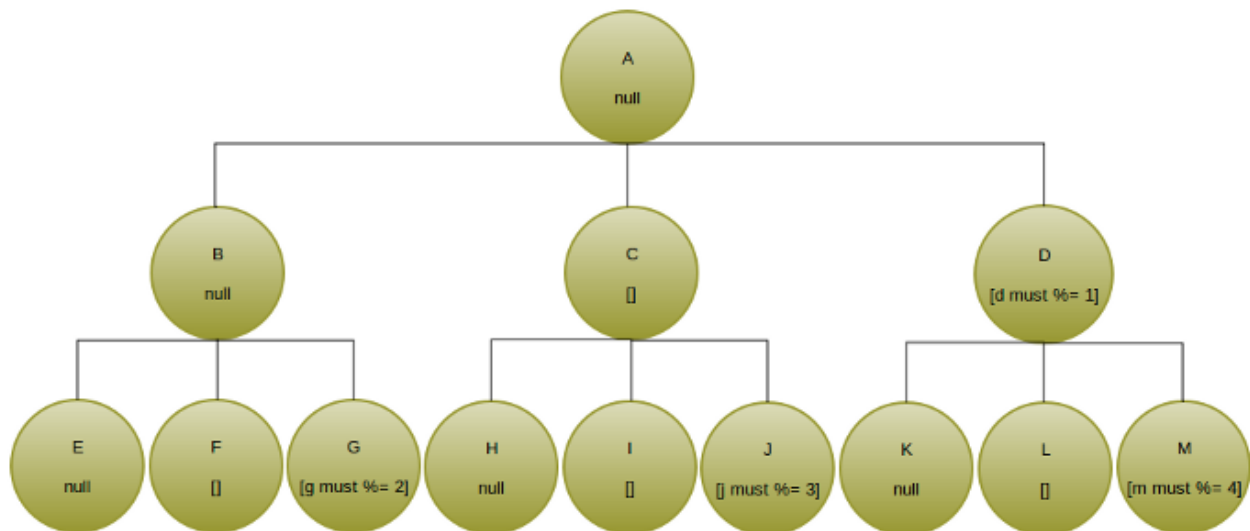 A
null
B
null
C
[]
D
[d must %= 1]
E
null
F
[]
G
[g must %= 2]
H
null
I
[]
J
[j must %= 3]
K
null
L
[]
M
[m must %= 4]